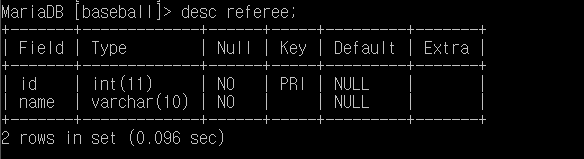 MariaDB [baseball]> desc referee;
+-------+-------------+------+-----+---------+-------+
| Field | Type        | Null | Key | Default | Extra |
+-------+-------------+------+-----+---------+-------+
| id    | int(11)     | NO   | PRI | NULL    |       |
| name  | varchar(10) | NO   |     | NULL    |       |
+-------+-------------+------+-----+---------+-------+
2 rows in set (0.096 sec)